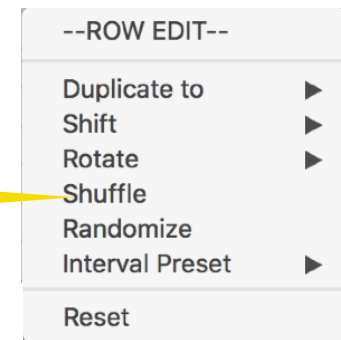 --ROW EDIT--
Duplicate to
Shift
Rotate
Shuffle
Randomize
Interval Preset
Reset